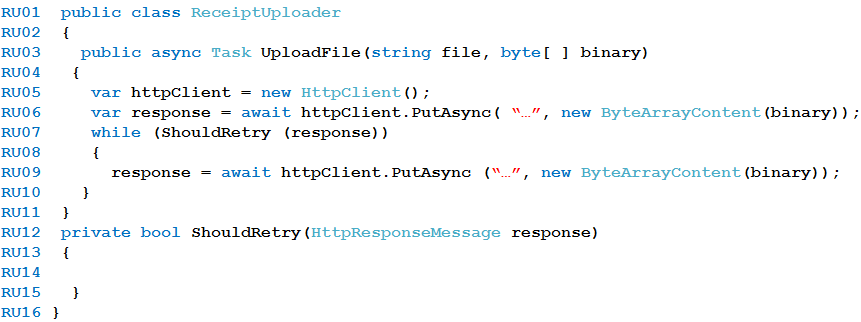 RU01 public class ReceiptUploader
RU02 {
RU03 public async Task UploadFile(string file, byte[ ] binary)
RU04 {
RU05 var httpClient = new HttpClient();
RU06 var response = await httpClient.PutAsync( “…”, new ByteArrayContent(binary));
RU07 while (ShouldRetry (response))
RU08 {
RU09 response = await httpClient.PutAsync (“…”, new ByteArrayContent(binary));
RU10 }
RU11 }
RU12 private bool ShouldRetry(HttpResponseMessage response)
RU13 {
RU14
RU15 }
RU16 }